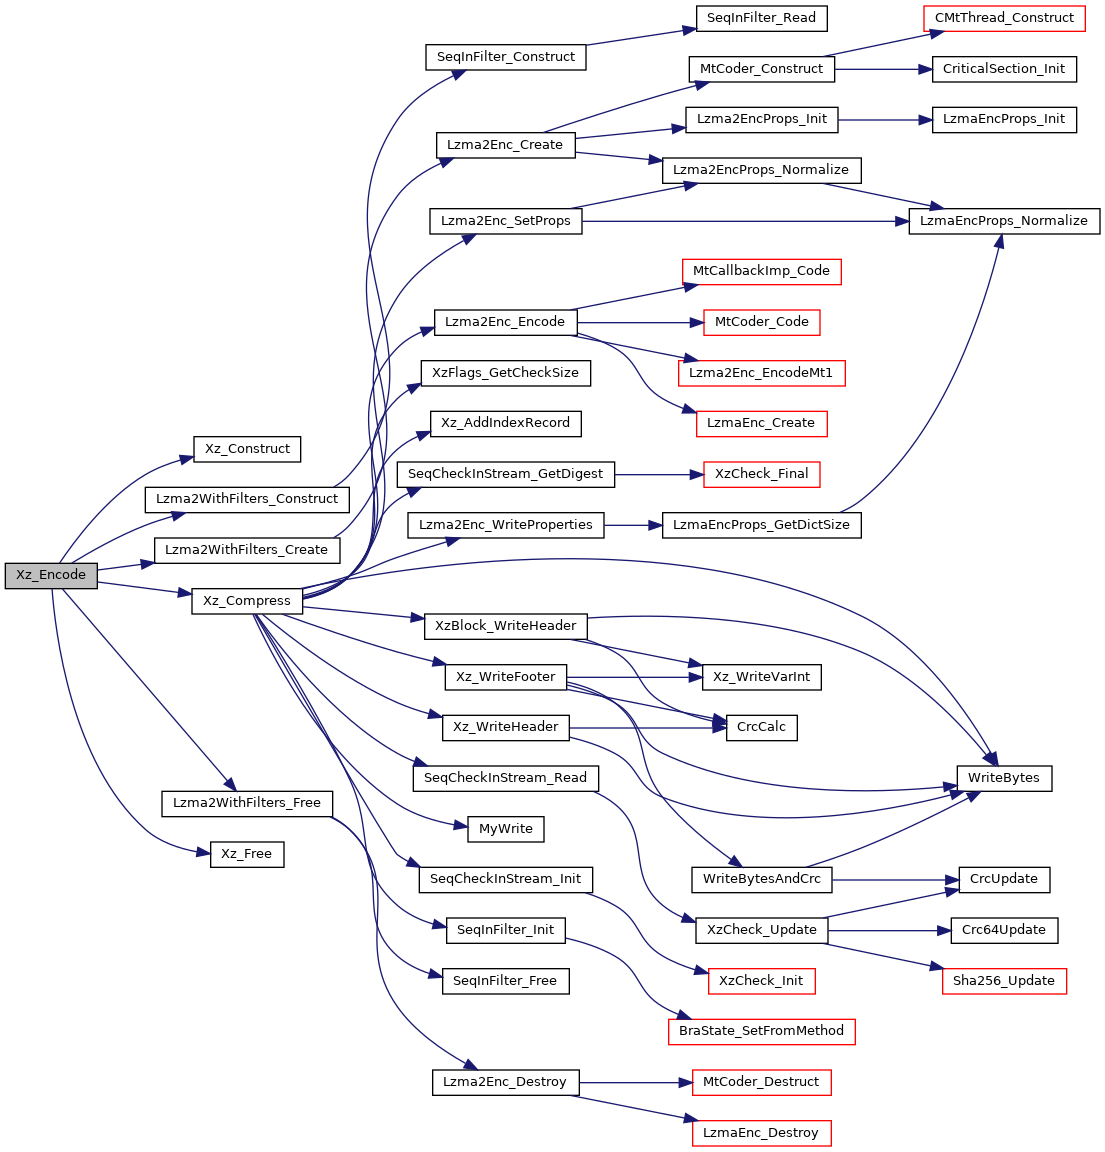 Xz_Encode
Xz_Construct
Lzma2WithFilters_Construct
Lzma2WithFilters_Create
Xz_Compress
Lzma2WithFilters_Free
Xz_Free
SeqInFilter_Construct
Lzma2Enc_Create
Lzma2Enc_SetProps
Lzma2Enc_Encode
XzFlags_GetCheckSize
Xz_AddIndexRecord
SeqCheckInStream_GetDigest
Lzma2Enc_WriteProperties
XzBlock_WriteHeader
Xz_WriteFooter
Xz_WriteHeader
SeqCheckInStream_Read
MyWrite
SeqCheckInStream_Init
SeqInFilter_Init
SeqInFilter_Free
Lzma2Enc_Destroy
SeqInFilter_Read
MtCoder_Construct
Lzma2EncProps_Init
Lzma2EncProps_Normalize
MtCallbackImp_Code
MtCoder_Code
Lzma2Enc_EncodeMt1
LzmaEnc_Create
XzCheck_Final
LzmaEncProps_GetDictSize
Xz_WriteVarInt
CrcCalc
WriteBytesAndCrc
XzCheck_Update
XzCheck_Init
BraState_SetFromMethod
MtCoder_Destruct
LzmaEnc_Destroy
CMtThread_Construct
CriticalSection_Init
LzmaEncProps_Init
LzmaEncProps_Normalize
WriteBytes
CrcUpdate
Crc64Update
Sha256_Update